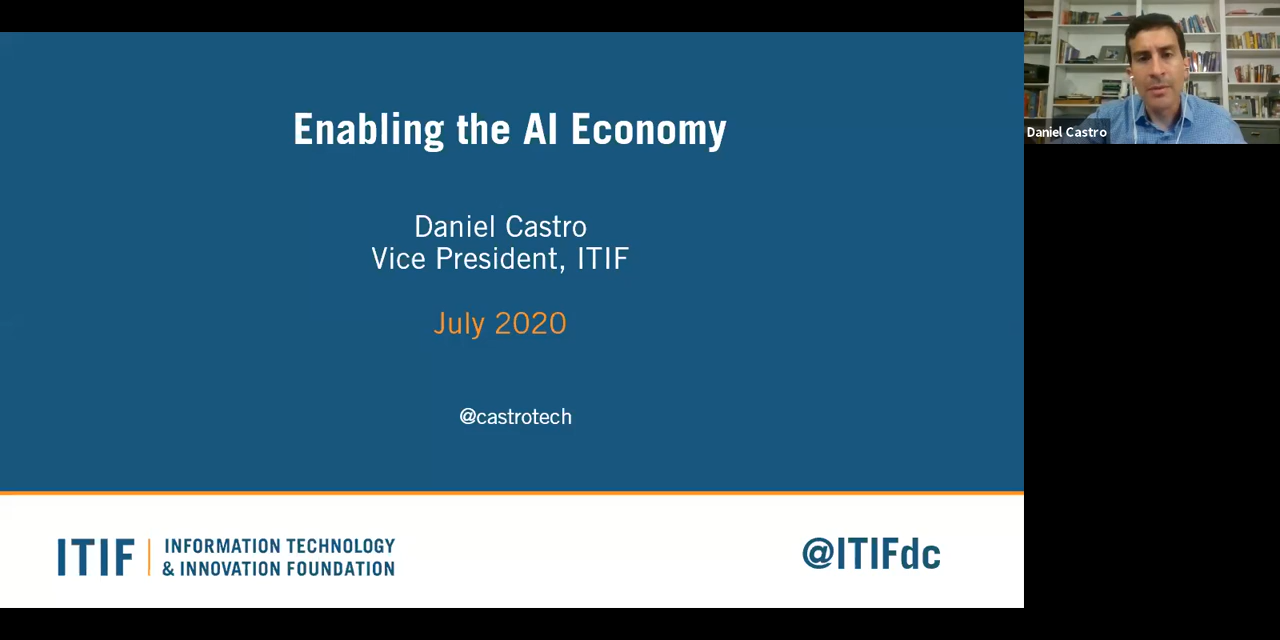 Enabling the AI Economy
Daniel Castro
Vice President, ITIF
July 2020
@castrotech
ITIF
INFORMATION TECHNOLOGY
& INNOVATION FOUNDATION
@ITIFdc
Daniel Castro